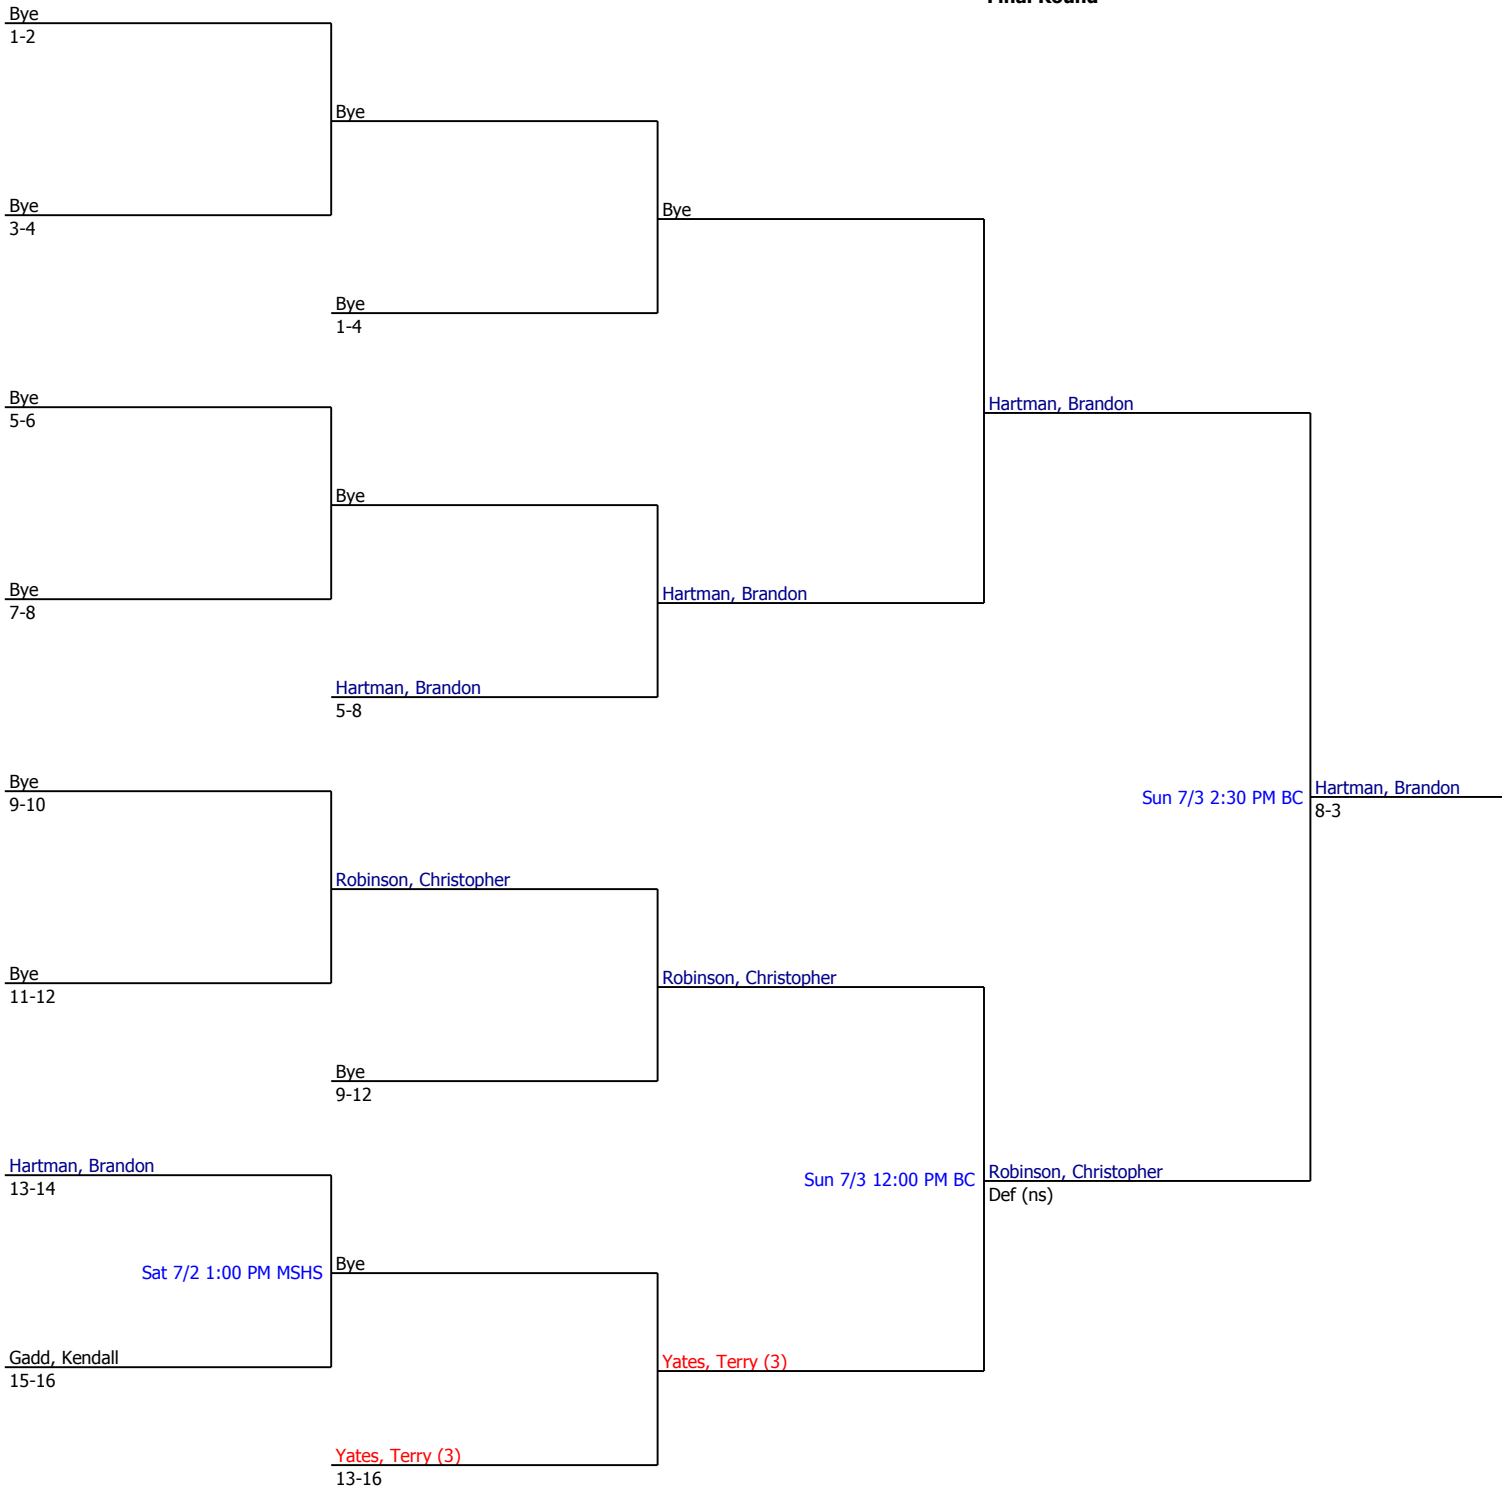 Final Round
Bye
1-2
Bye
Bye
3-4
Bye
Bye
1-4
Bye
5-6
Hartman, Brandon
Bye
Bye
7-8
Hartman, Brandon
Hartman, Brandon
5-8
Bye
9-10
Sun 7/3 2:30 PM BC
Hartman, Brandon
8-3
Robinson, Christopher
Bye
11-12
Robinson, Christopher
Bye
9-12
Hartman, Brandon
13-14
Sun 7/3 12:00 PM BC
Robinson, Christopher
Def (ns)
Sat 7/2 1:00 PM MSHS
Bye
Gadd, Kendall
15-16
Yates, Terry (3)
Yates, Terry (3)
13-16